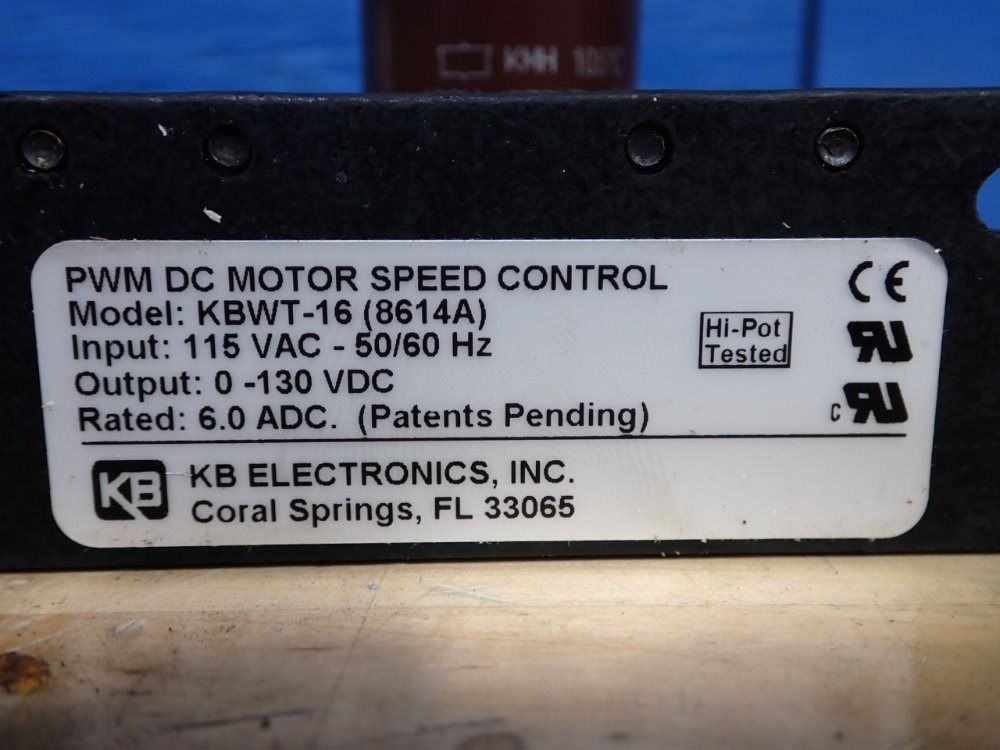 KMH 105°C
PWM DC MOTOR SPEED CONTROL
Model: KBWT-16 (8614A)
Input: 115 VAC - 50/60 Hz
Output: 0 -130 VDC
Rated: 6.0 ADC. (Patents Pending)
Hi-Pot
Tested
CE
RU
c RU
KB
KB ELECTRONICS, INC.
Coral Springs, FL 33065